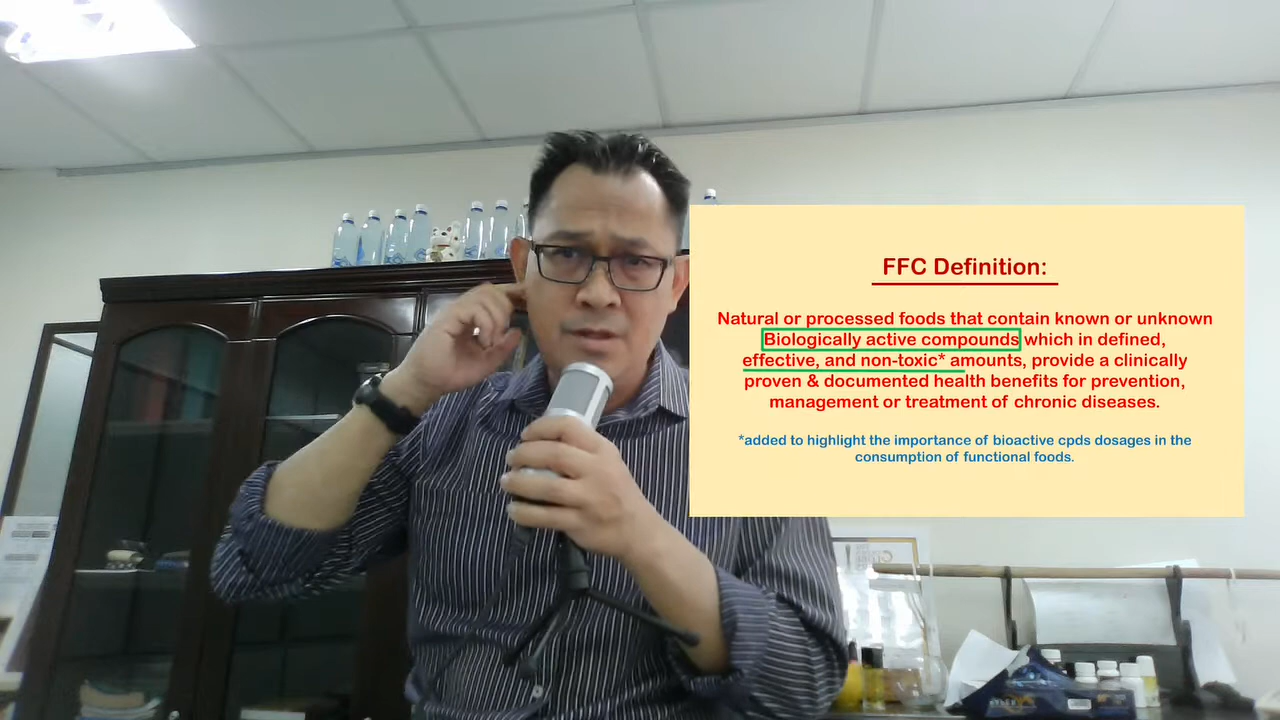 FFC Definition:
Natural or processed foods that contain known or unknown
Biologically active compounds which in defined,
effective, and non-toxic* amounts, provide a clinically
proven & documented health benefits for prevention,
management or treatment of chronic diseases.
*added to highlight the importance of bioactive cpds dosages in the
consumption of functional foods.